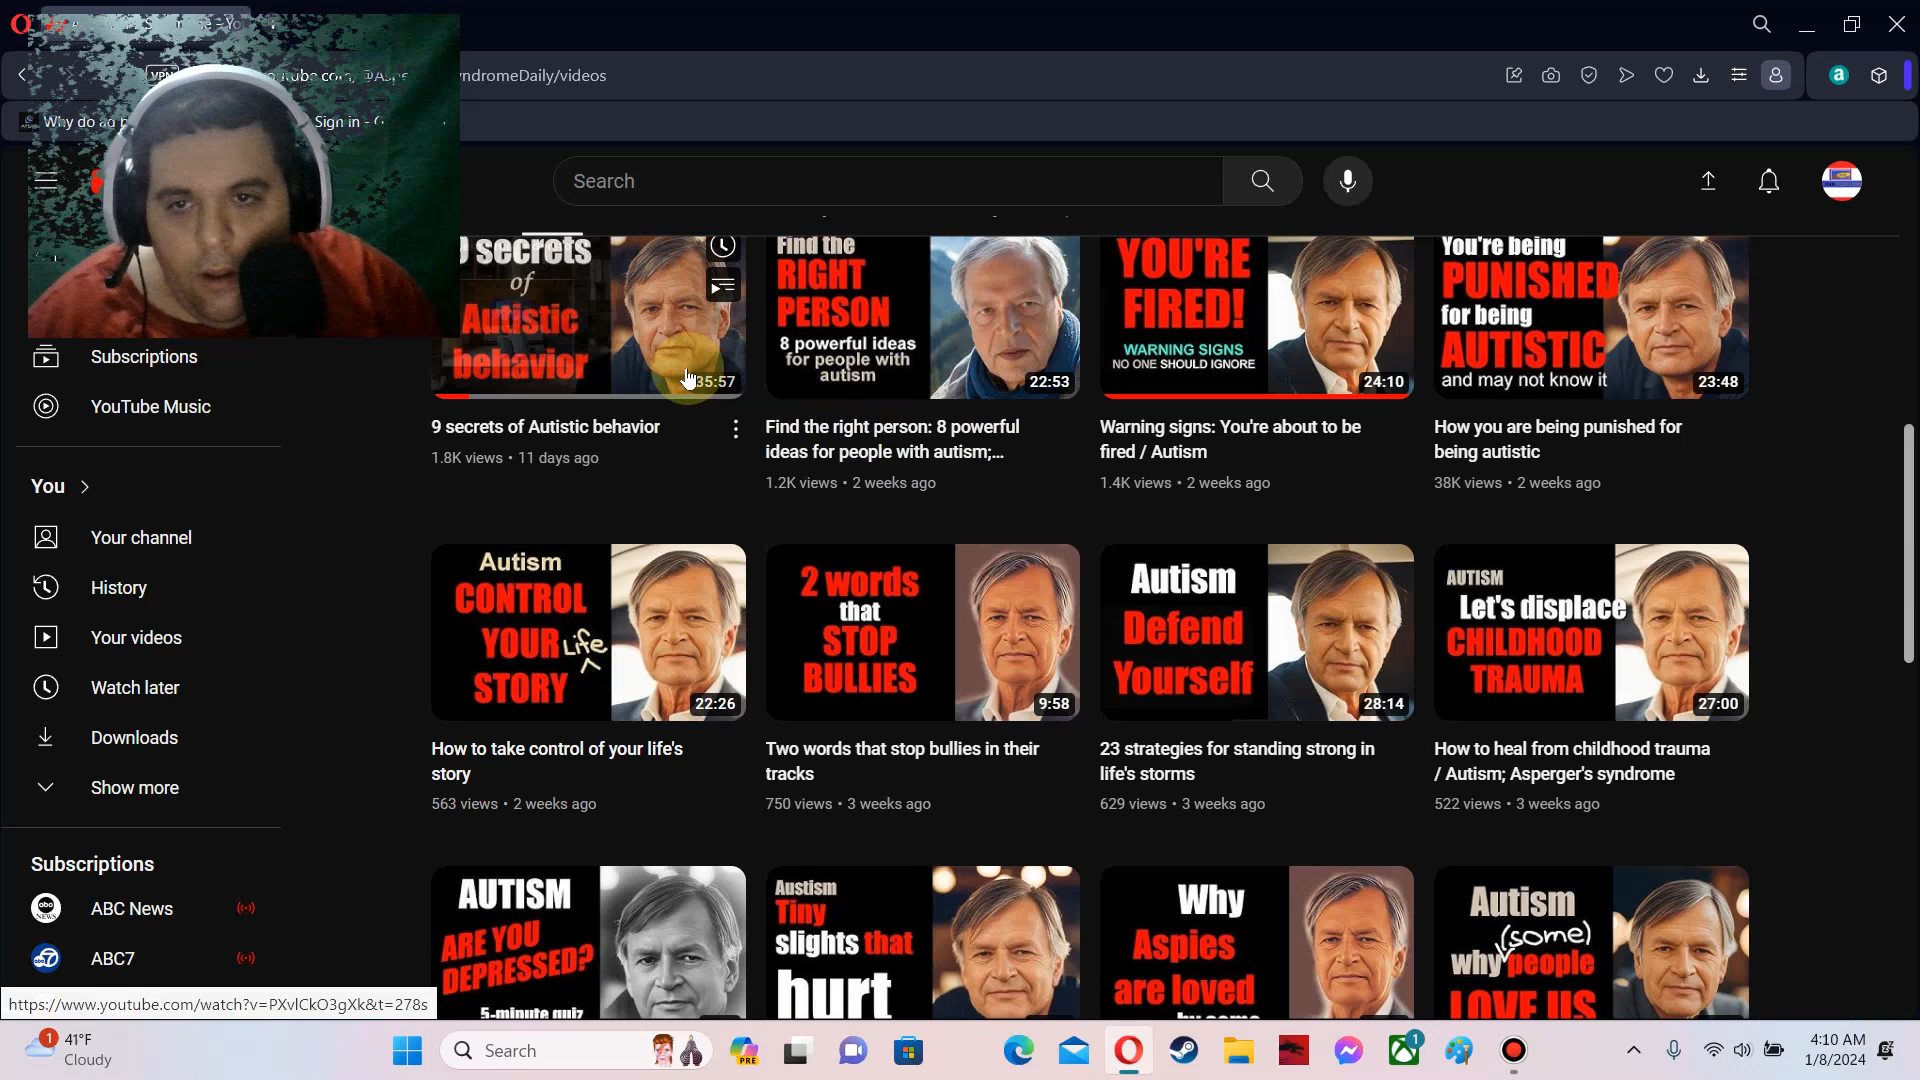 VPN
ndromeDaily/videos
Why do
Sign in -
Search
secrets
of
Autistic
behavior
35:57
Find the
RIGHT
PERSON
8 powerful ideas
for people with
autism
22:53
YOU'RE
FIRED!
WARNING SIGNS
NO ONE SHOULD IGNORE
24:10
You're being
PUNISHED
for being
AUTISTIC
and may not know it
23:48
Subscriptions
YouTube Music
9 secrets of Autistic behavior
1.8K views • 11 days ago
Find the right person: 8 powerful
ideas for people with autism;...
1.2K views • 2 weeks ago
Warning signs: You're about to be
fired / Autism
1.4K views • 2 weeks ago
How you are being punished for
being autistic
38K views • 2 weeks ago
You
Your channel
History
Your videos
Watch later
Downloads
Show more
Autism
CONTROL
YOUR Life
STORY
22:26
2 words
that
STOP
BULLIES
9:58
Autism
Defend
Yourself
28:14
AUTISM
Let's displace
CHILDHOOD
TRAUMA
27:00
How to take control of your life's
story
563 views • 2 weeks ago
Two words that stop bullies in their
tracks
750 views • 3 weeks ago
23 strategies for standing strong in
life's storms
629 views • 3 weeks ago
How to heal from childhood trauma
/ Autism; Asperger's syndrome
522 views • 3 weeks ago
Subscriptions
abc NEWS
ABC News
ABC7
AUTISM
ARE YOU
DEPRESSED?
5-minute quiz
Austism
Tiny
slights that
hurt
Why
Aspies
are loved
by some
Autism
(some)
why people
LOVE US
https://www.youtube.com/watch?v=PXvlCkO3gXk&t=278s
1
41°F
Cloudy
Search
PRE
1
4:10 AM
1/8/2024